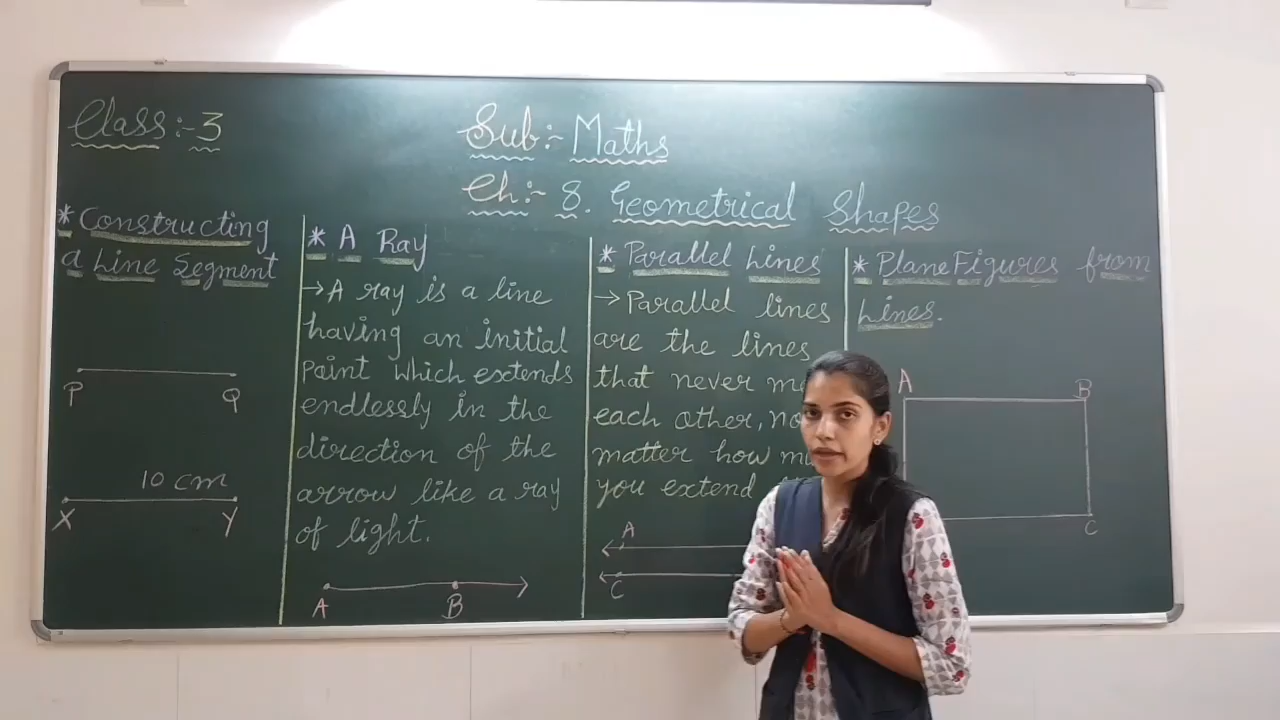 Class:-3
Sub:- Maths
Ch:- 8. Geometrical Shapes
* Constructing
a Line Segment
P Q
10 cm
X Y
* A Ray
→ A ray is a line
having an initial
point which extends
endlessly in the
direction of the
arrow like a ray
of light.
A B
* Parallel Lines
→ Parallel lines
are the lines
that never
each other, no
matter how
you extend
A
C
* Plane Figures from
Lines.
A B
C